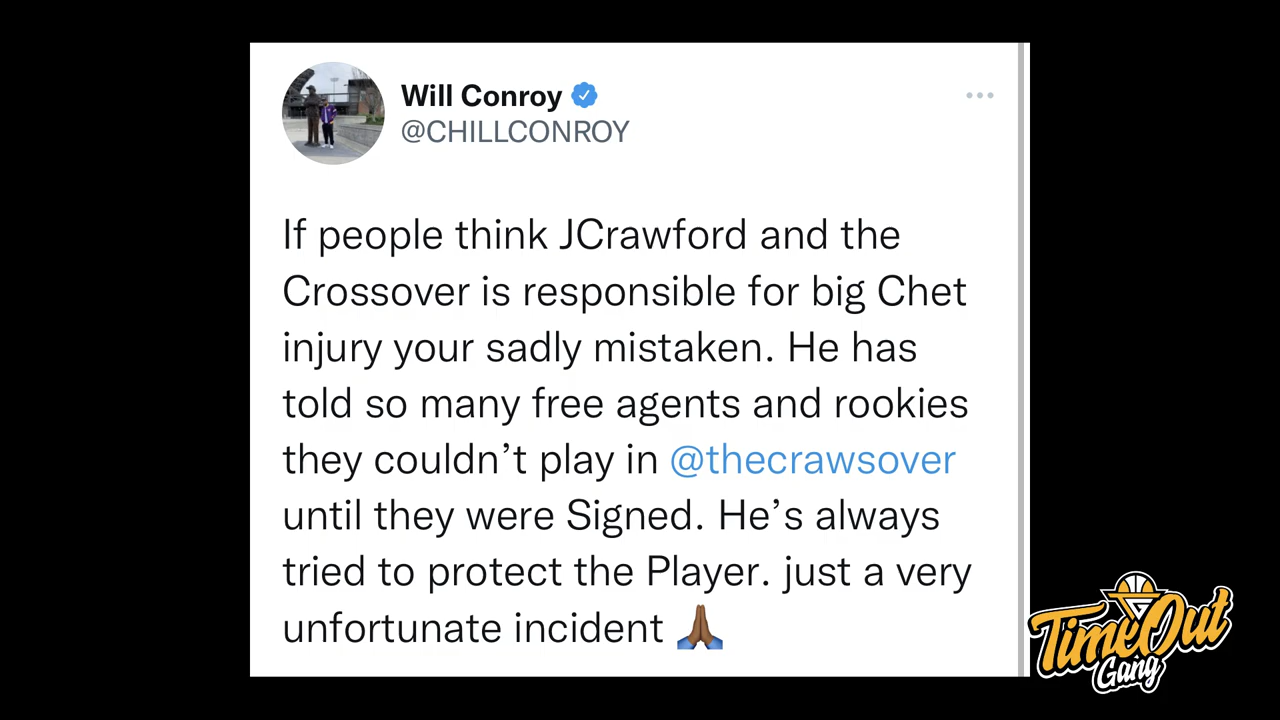 Will Conroy
@CHILLCONROY
If people think JCrawford and the
Crossover is responsible for big Chet
injury your sadly mistaken. He has
told so many free agents and rookies
they couldn’t play in @thecrawsover
until they were Signed. He’s always
tried to protect the Player. just a very
unfortunate incident 🙏🏾
TimeOut
Gang